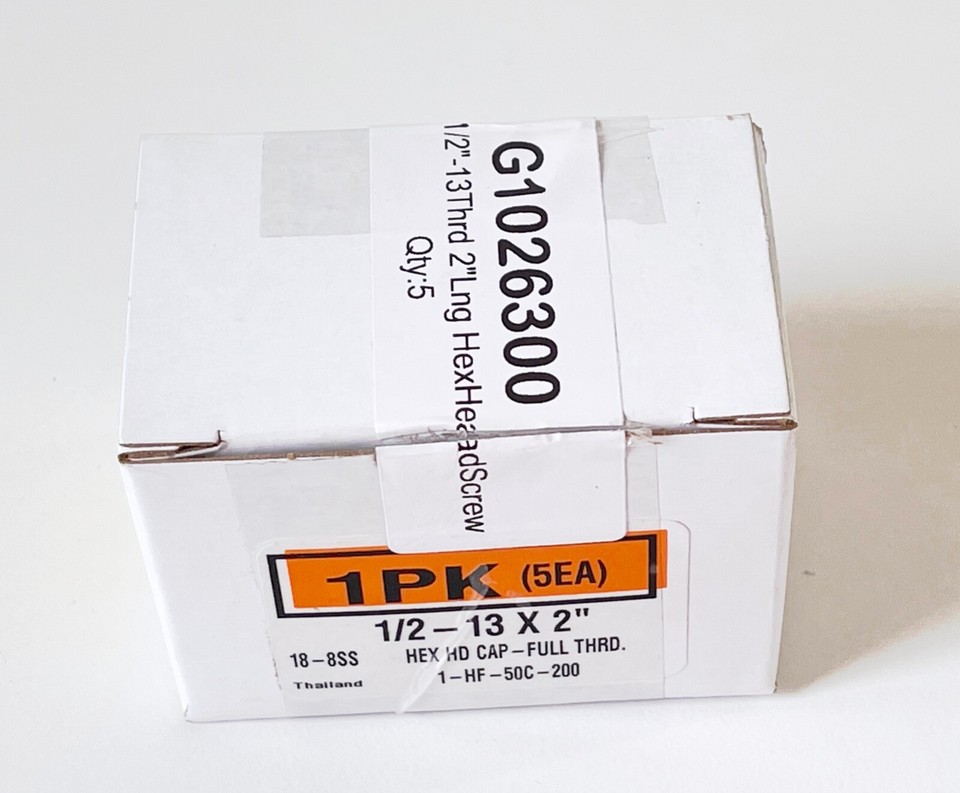 G1026300
1/2"-13Thrd 2"Lng HexHeadScrew
Qty:5
1PK (5EA)
1/2 – 13 X 2"
18–8SS HEX HD CAP–FULL THRD.
Thailand 1–HF–50C–200